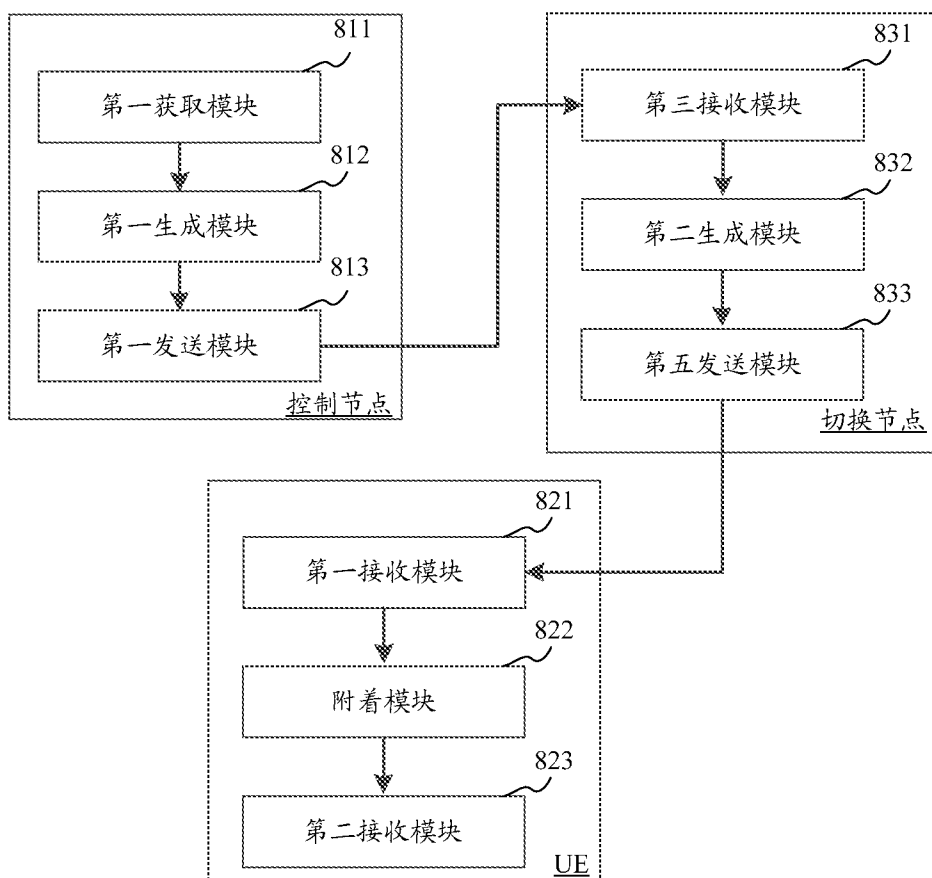 811
第一获取模块
812
第一生成模块
813
第一发送模块
控制节点
831
第三接收模块
832
第二生成模块
833
第五发送模块
切换节点
821
第一接收模块
822
附着模块
823
第二接收模块
UE